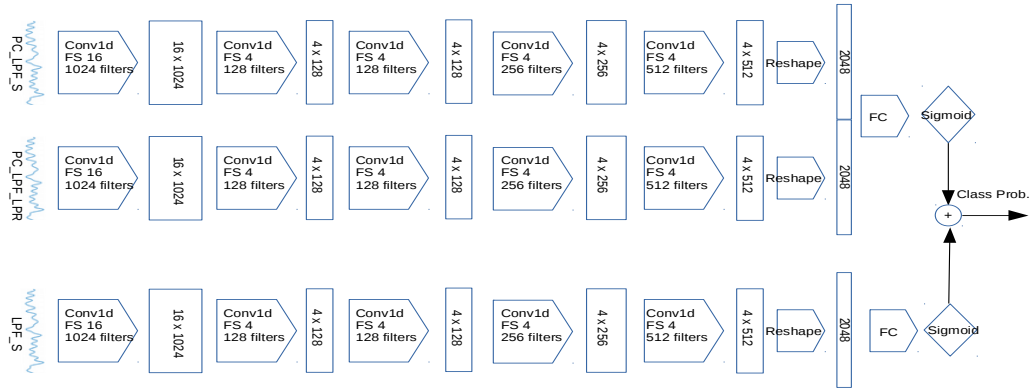 PC_LPF_S
Conv1d
FS 16
1024 filters
16 x 1024
Conv1d
FS 4
128 filters
4 x 128
Conv1d
FS 4
128 filters
4 x 128
Conv1d
FS 4
256 filters
4 x 256
Conv1d
FS 4
512 filters
4 x 512
Reshape
2048
PC_LPF_LPR
Conv1d
FS 16
1024 filters
16 x 1024
Conv1d
FS 4
128 filters
4 x 128
Conv1d
FS 4
128 filters
4 x 128
Conv1d
FS 4
256 filters
4 x 256
Conv1d
FS 4
512 filters
4 x 512
Reshape
2048
FC
Sigmoid
Class Prob.
+
LPF_S
Conv1d
FS 16
1024 filters
16 x 1024
Conv1d
FS 4
128 filters
4 x 128
Conv1d
FS 4
128 filters
4 x 128
Conv1d
FS 4
256 filters
4 x 256
Conv1d
FS 4
512 filters
4 x 512
Reshape
2048
FC
Sigmoid